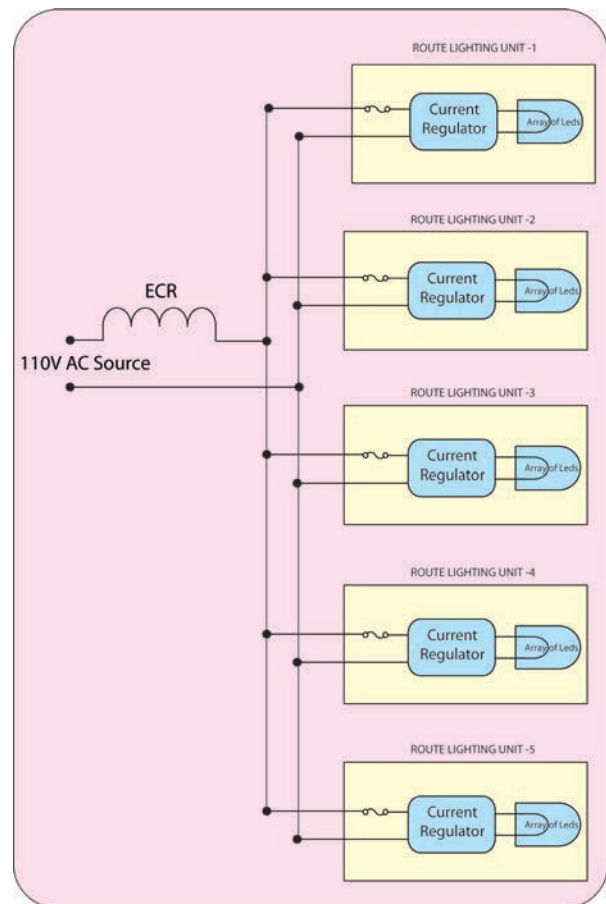 ROUTE LIGHTING UNIT -1
Current
Regulator
Array of Leds
ROUTE LIGHTING UNIT -2
Current
Regulator
Array of Leds
ECR
110V AC Source
ROUTE LIGHTING UNIT -3
Current
Regulator
Array of Leds
ROUTE LIGHTING UNIT -4
Current
Regulator
Array of Leds
ROUTE LIGHTING UNIT -5
Current
Regulator
Array of Leds